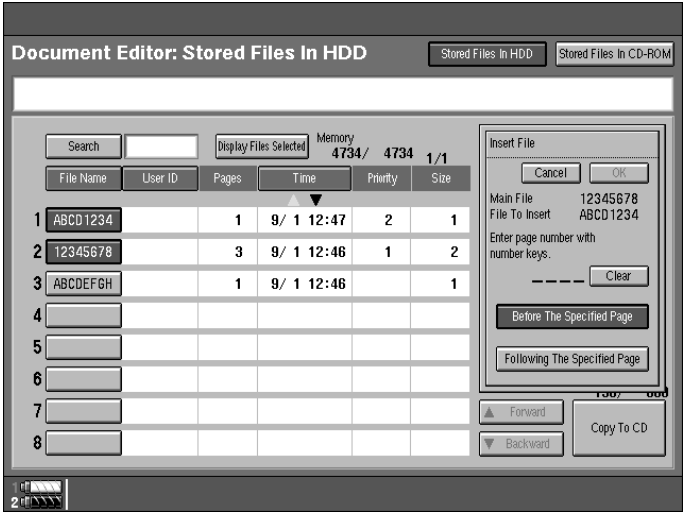 Document Editor: Stored Files In HDD
Stored Files In HDD
Stored Files In CD-ROM
Search
Display Files Selected
Memory
4734/ 4734
1/1
File Name User ID Pages Time Priority Size
1 ABCD1234 1 9/ 1 12:47 2 1
2 12345678 3 9/ 1 12:46 1 2
3 ABCDEFGH 1 9/ 1 12:46 1
4
5
6
7
8
Insert File
Cancel OK
Main File 12345678
File To Insert ABCD1234
Enter page number with
number keys.
_ _ _ _ Clear
Before The Specified Page
Following The Specified Page
▲ Forward
▼ Backward
Copy To CD
1
2